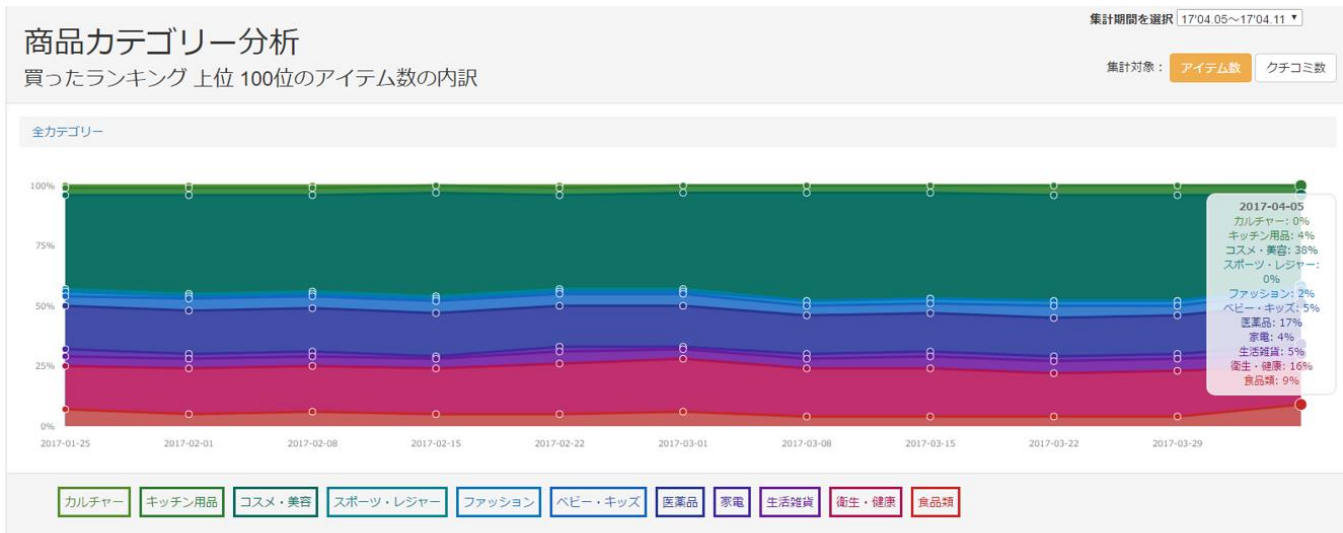 集計期間を選択 17'04.05～17'04.11 ▼
商品カテゴリー分析
買ったランキング 上位 100位のアイテム数の内訳
集計対象： アイテム数 クチコミ数
全カテゴリー
100%
75%
50%
25%
0%
2017-04-05
カルチャー: 0%
キッチン用品: 4%
コスメ・美容: 38%
スポーツ・レジャー:
0%
ファッション: 2%
ベビー・キッズ: 5%
医薬品: 17%
家電: 4%
生活雑貨: 5%
衛生・健康: 16%
食品類: 9%
2017-01-25 2017-02-01 2017-02-08 2017-02-15 2017-02-22 2017-03-01 2017-03-08 2017-03-15 2017-03-22 2017-03-29
カルチャー キッチン用品 コスメ・美容 スポーツ・レジャー ファッション ベビー・キッズ 医薬品 家電 生活雑貨 衛生・健康 食品類